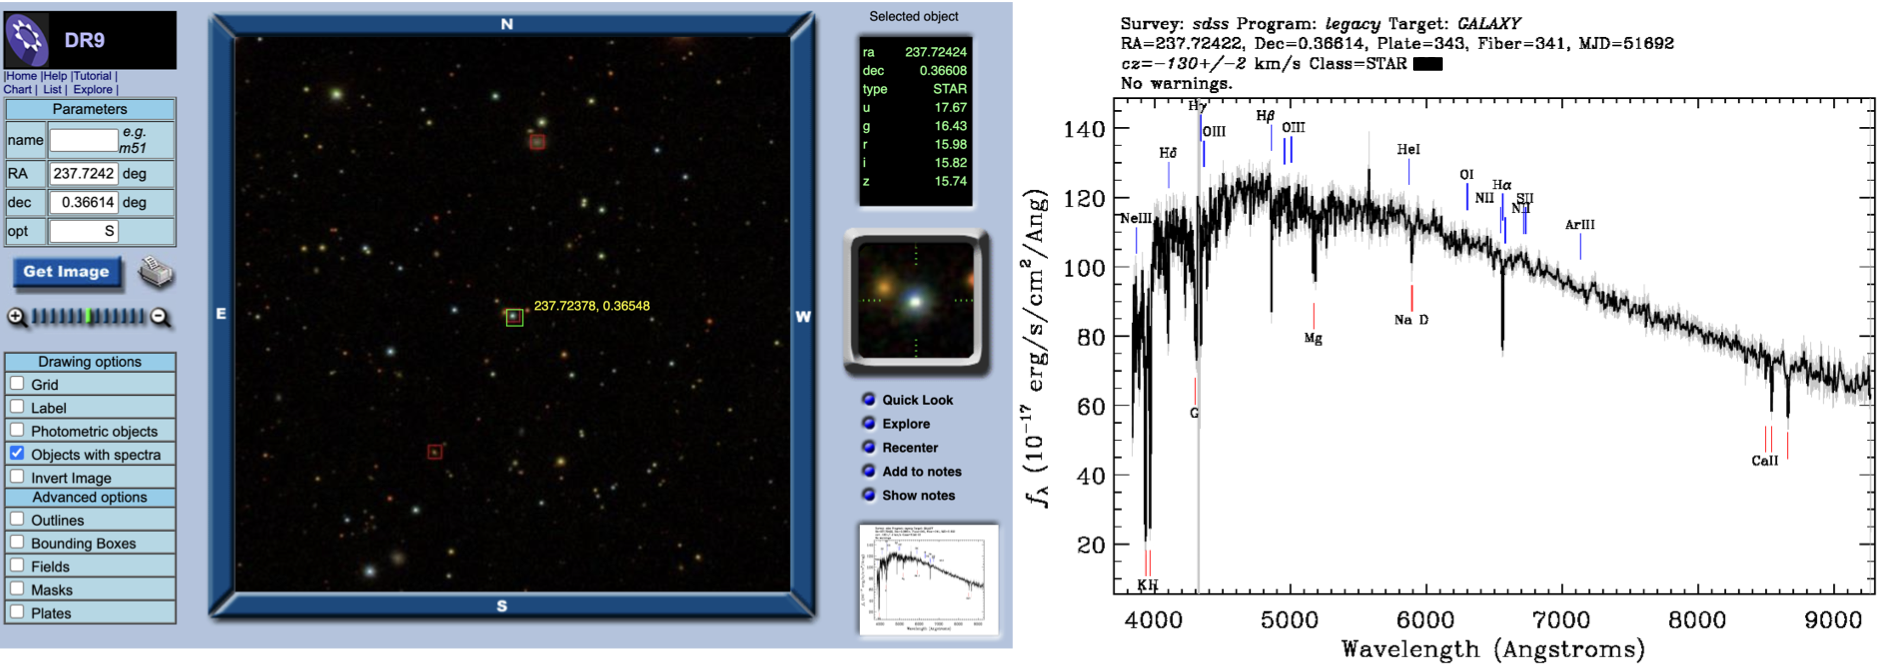 DR9
|Home |Help |Tutorial |
Chart | List | Explore |
Parameters
name e.g. m51
RA 237.7242 deg
dec 0.36614 deg
opt S
Get Image
Drawing options
Grid
Label
Photometric objects
Objects with spectra
Invert Image
Advanced options
Outlines
Bounding Boxes
Fields
Masks
Plates
N
E
W
S
237.72378, 0.36548
Selected object
ra 237.72424
dec 0.36608
type STAR
u 17.67
g 16.43
r 15.98
i 15.82
z 15.74
Quick Look
Explore
Recenter
Add to notes
Show notes
Survey: sdss Program: legacy Target: GALAXY
RA=237.72422, Dec=0.36614, Plate=343, Fiber=341, MJD=51692
cz=−130+/−2 km/s Class=STAR
No warnings.
Hγ
Hβ
OIII
OIII
Hδ
HeI
OI
Hα
NII
SII
NII
NeIII
ArIII
Mg
Na D
G
CaII
K H
140
120
100
80
60
40
20
fλ (10−17 erg/s/cm2/Ang)
4000 5000 6000 7000 8000 9000
Wavelength (Angstroms)